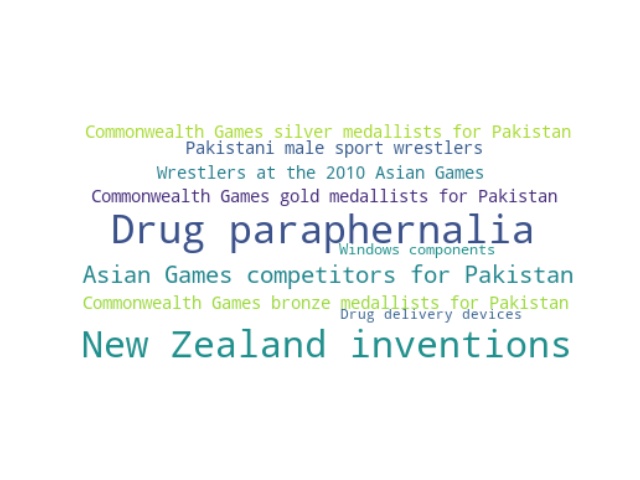 Commonwealth Games silver medallists for Pakistan
Pakistani male sport wrestlers
Wrestlers at the 2010 Asian Games
Commonwealth Games gold medallists for Pakistan
Drug paraphernalia
Windows components
Asian Games competitors for Pakistan
Commonwealth Games bronze medallists for Pakistan
Drug delivery devices
New Zealand inventions